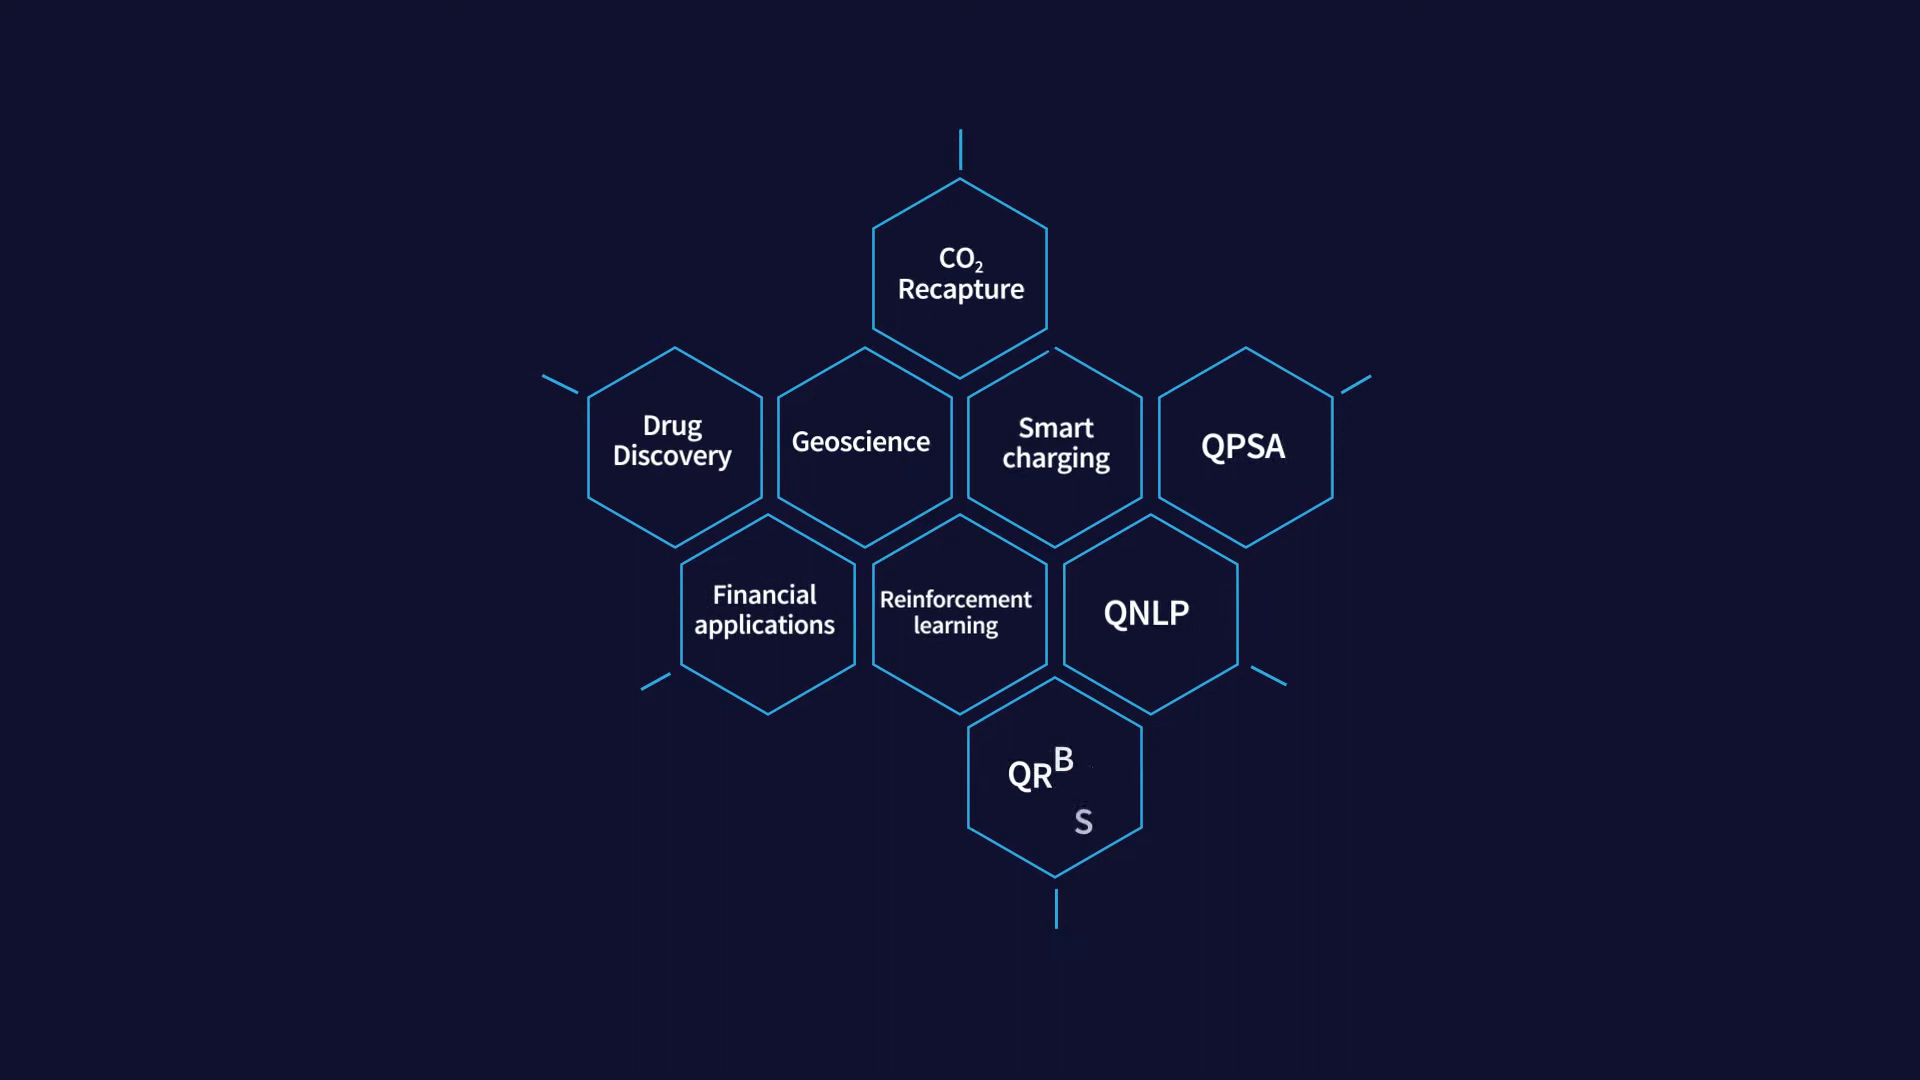 CO₂
Recapture
Drug
Discovery
Geoscience
Smart
charging
QPSA
Financial
applications
Reinforcement
learning
QNLP
QRB
S